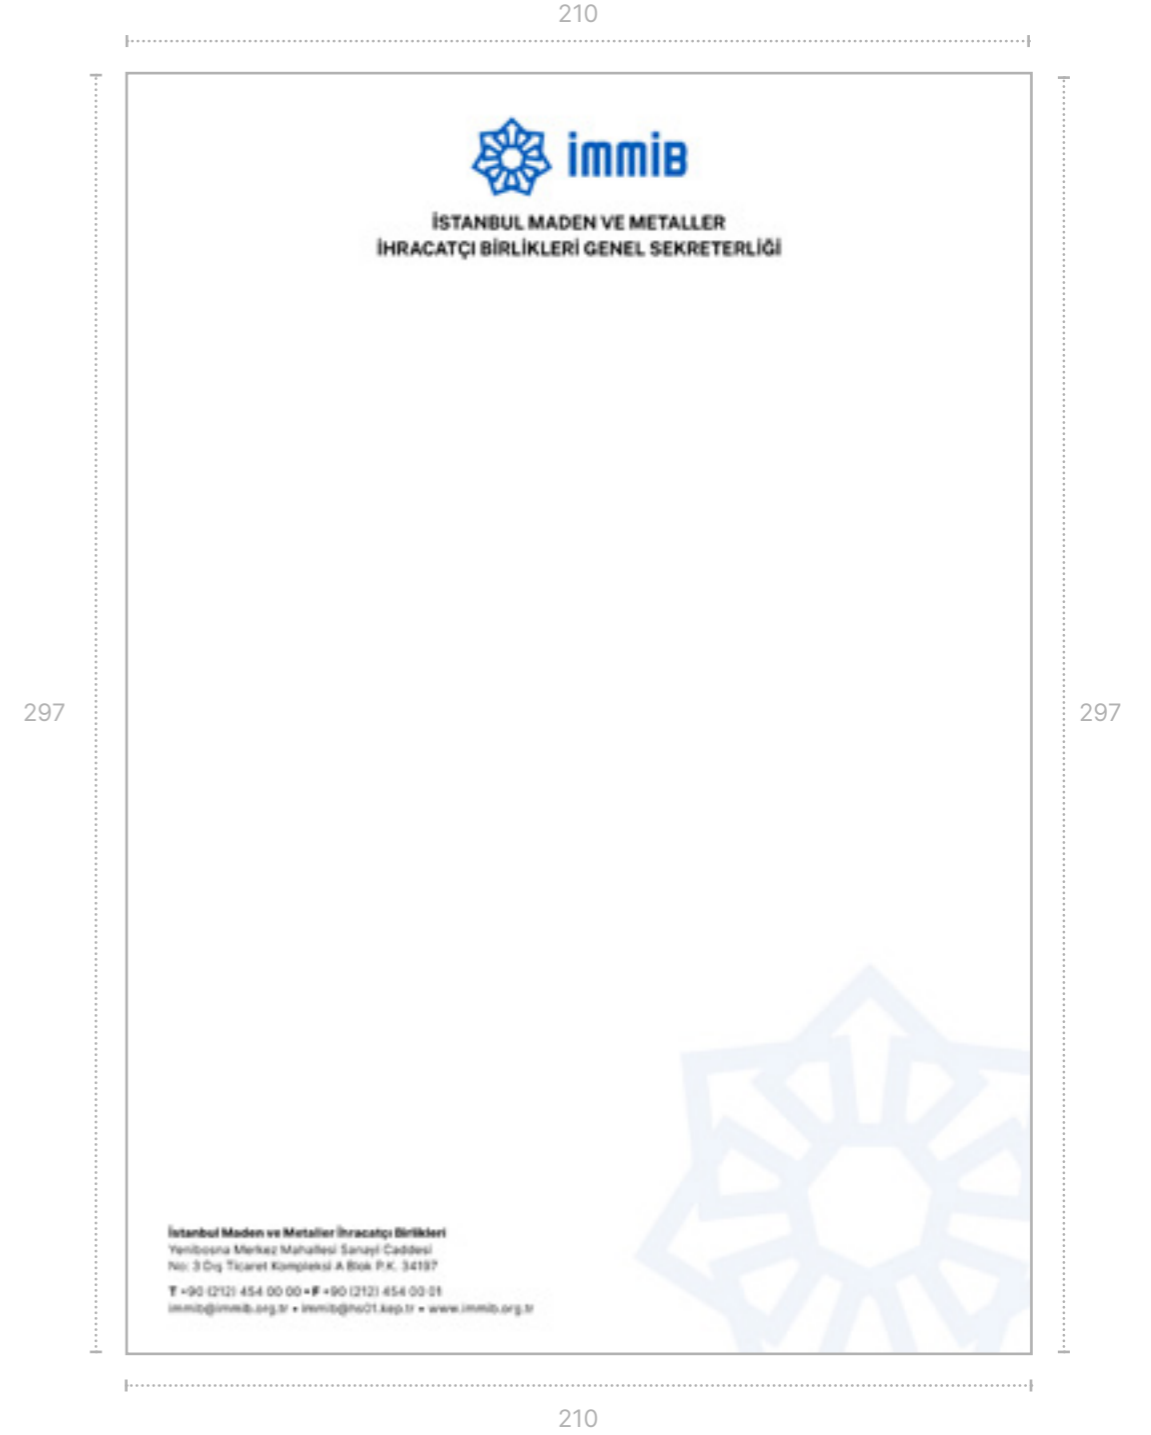 210
immiB
İSTANBUL MADEN VE METALLER
İHRACATÇI BİRLİKLERİ GENEL SEKRETERLİĞİ
297
297
İstanbul Maden ve Metaller İhracatçı Birlikleri
Yenibosna Merkez Mahallesi Sanayi Caddesi
No: 3 Dış Ticaret Kompleksi A Blok P.K. 34197
T +90 (212) 454 00 00 • F +90 (212) 454 00 01
immib@immib.org.tr • immib@hs01.kep.tr • www.immib.org.tr
210